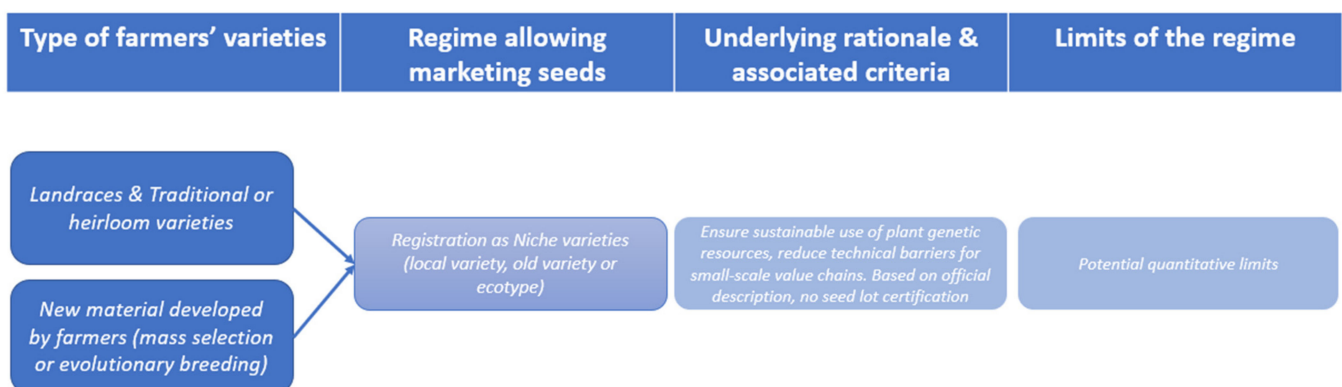 Type of farmers’ varieties
Regime allowing
marketing seeds
Underlying rationale &
associated criteria
Limits of the regime
Landraces & Traditional or
heirloom varieties
New material developed
by farmers (mass selection
or evolutionary breeding)
Registration as Niche varieties
(local variety, old variety or
ecotype)
Ensure sustainable use of plant genetic
resources, reduce technical barriers for
small-scale value chains. Based on official
description, no seed lot certification
Potential quantitative limits